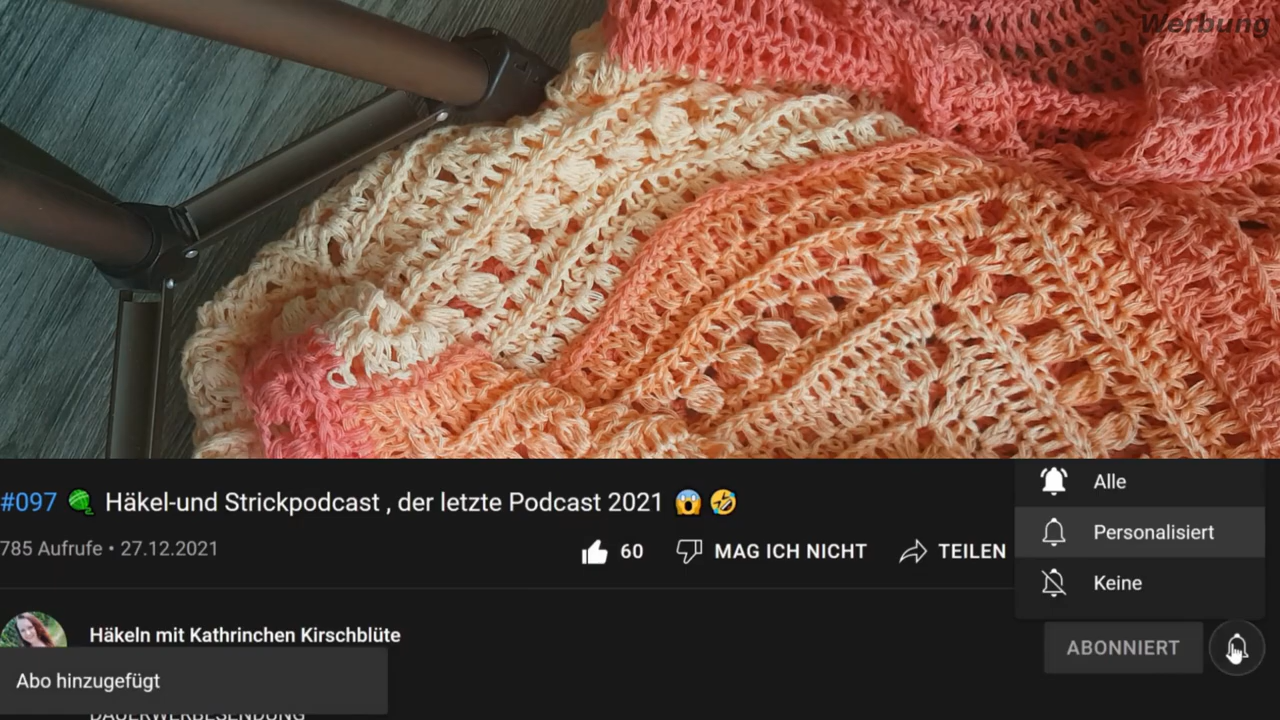 Werbung
#097 Häkel-und Strickpodcast , der letzte Podcast 2021
785 Aufrufe • 27.12.2021
60
MAG ICH NICHT
TEILEN
Alle
Personalisiert
Keine
Häkeln mit Kathrinchen Kirschblüte
ABONNIERT
Abo hinzugefügt
DAUERWERBESENDUNG